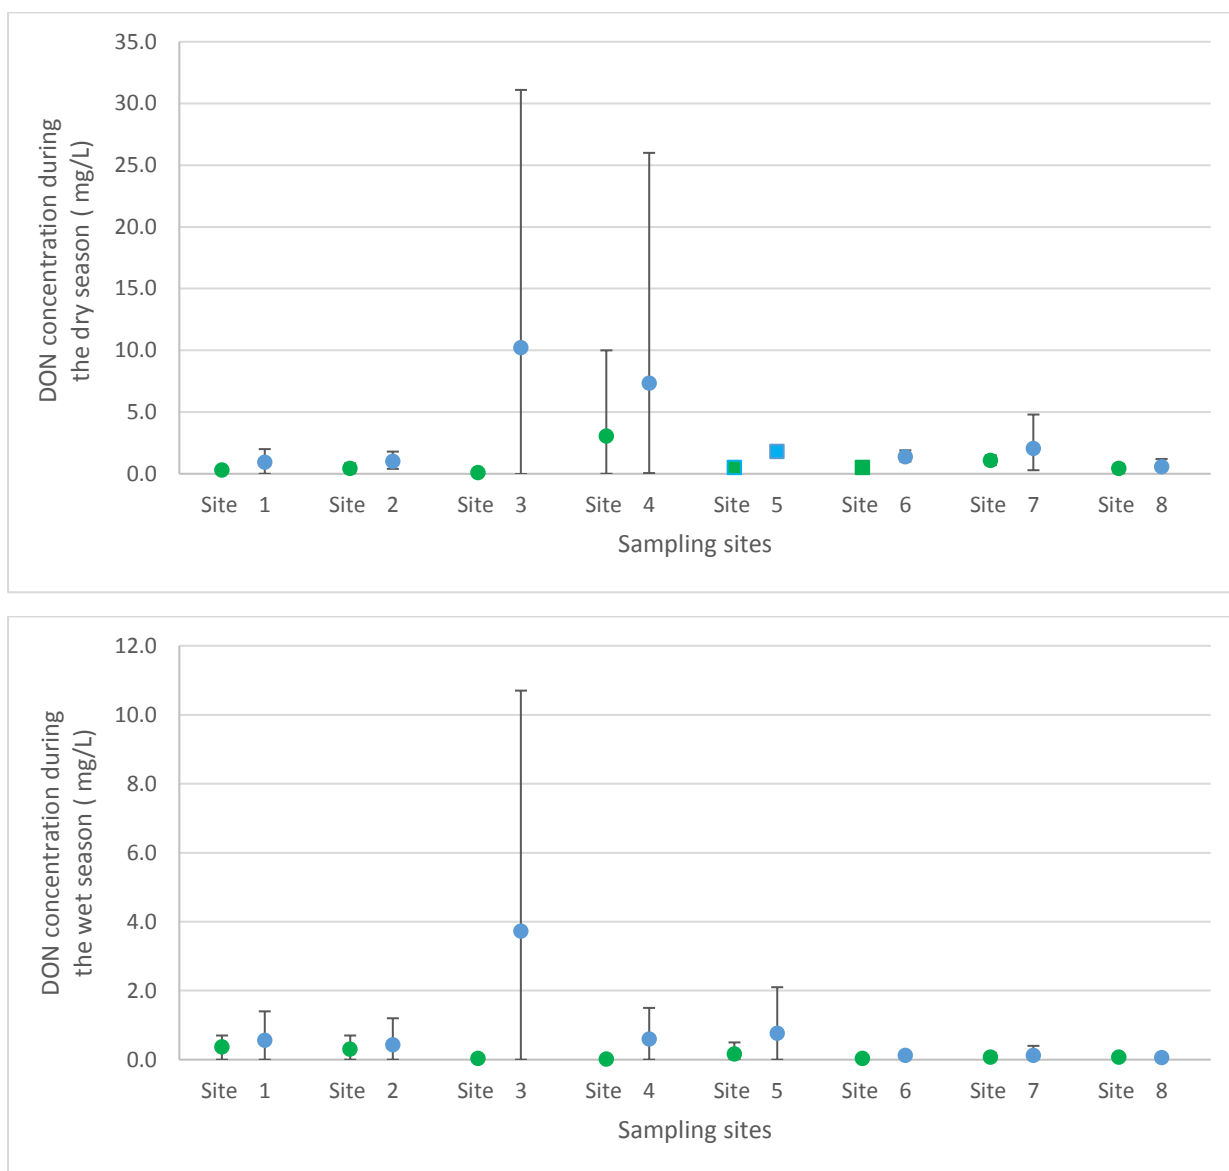 35.0
30.0
25.0
20.0
15.0
10.0
5.0
0.0
DON concentration during
the dry season ( mg/L)
Site 1 Site 2 Site 3 Site 4 Site 5 Site 6 Site 7 Site 8
Sampling sites
12.0
10.0
8.0
6.0
4.0
2.0
0.0
DON concentration during
the wet season ( mg/L)
Site 1 Site 2 Site 3 Site 4 Site 5 Site 6 Site 7 Site 8
Sampling sites